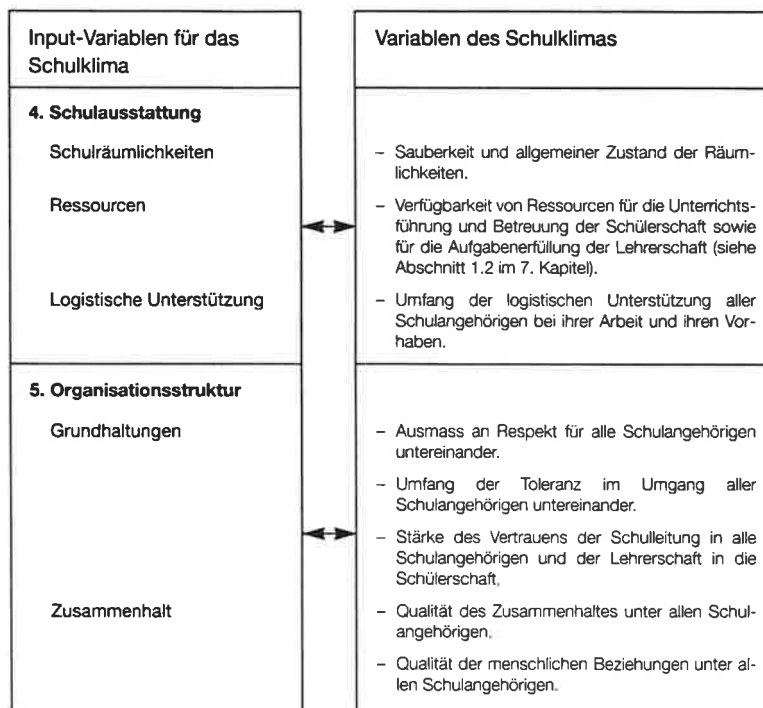 Input-Variablen für das
Schulklima
Variablen des Schulklimas
4. Schulausstattung
Schulräumlichkeiten
– Sauberkeit und allgemeiner Zustand der Räum-
lichkeiten.
Ressourcen
– Verfügbarkeit von Ressourcen für die Unterrichts-
führung und Betreuung der Schülerschaft sowie
für die Aufgabenerfüllung der Lehrerschaft (siehe
Abschnitt 1.2 im 7. Kapitel).
Logistische Unterstützung
– Umfang der logistischen Unterstützung aller
Schulangehörigen bei ihrer Arbeit und ihren Vor-
haben.
5. Organisationsstruktur
Grundhaltungen
– Ausmass an Respekt für alle Schulangehörigen
untereinander.
– Umfang der Toleranz im Umgang aller
Schulangehörigen untereinander.
– Stärke des Vertrauens der Schulleitung in alle
Schulangehörigen und der Lehrerschaft in die
Schülerschaft.
Zusammenhalt
– Qualität des Zusammenhaltes unter allen Schul-
angehörigen.
– Qualität der menschlichen Beziehungen unter al-
len Schulangehörigen.